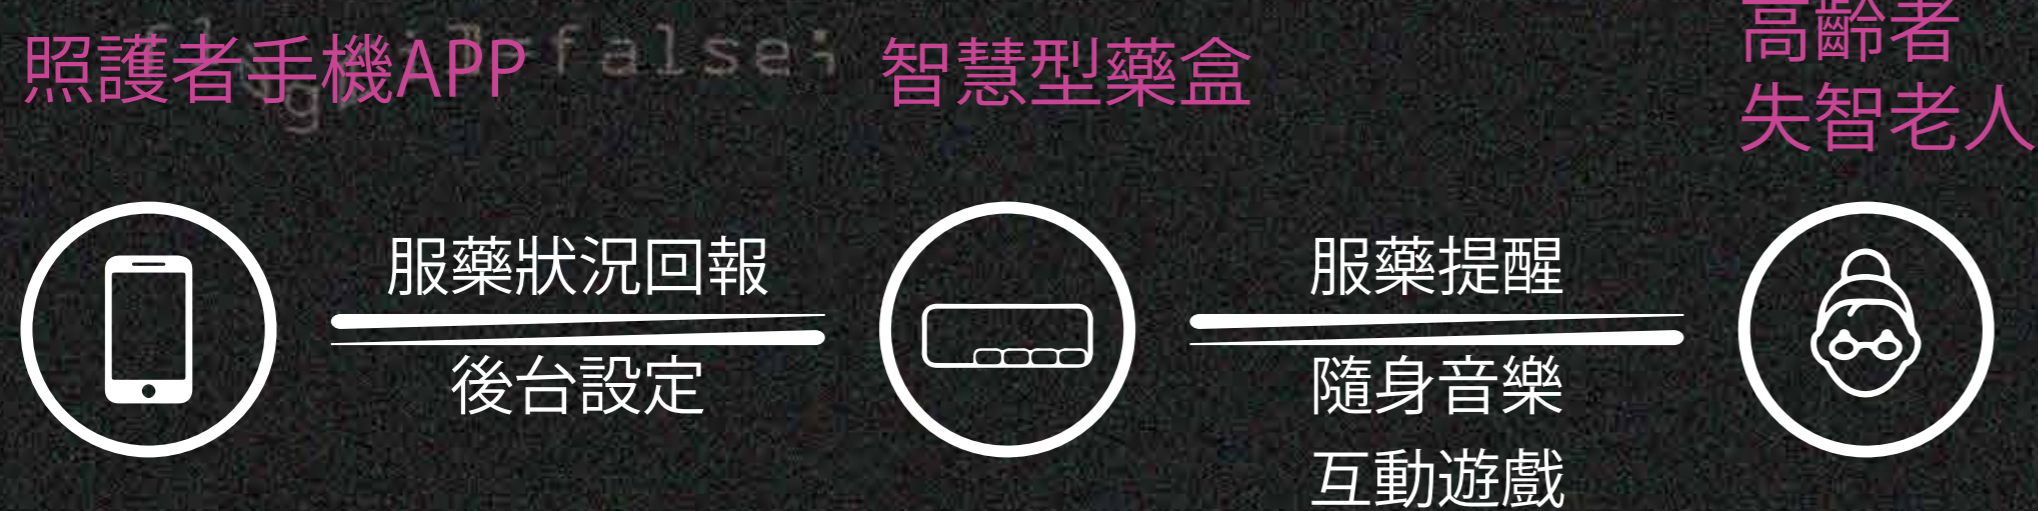 照護者手機APP
智慧型藥盒
高齡者
失智老人
服藥狀況回報
後台設定
服藥提醒
隨身音樂
互動遊戲
=false;
g